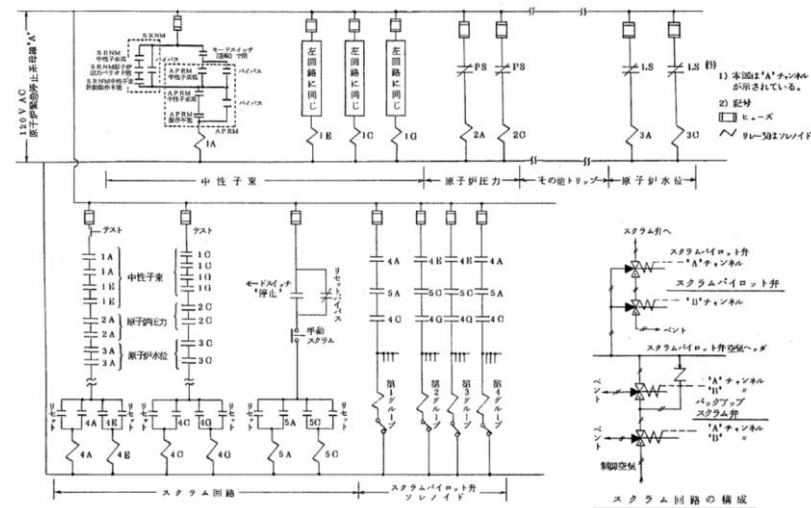 120V AC
原子炉緊急停止系母線"A"
SRNM
SRNM
中性子束高
SRNM原子炉
出力ペリオド低
SRNM中性子束
計動作不能
バイパス
モードスイッチ
APRM
中性子束高
APRM
中性子束高
APRM
動作不能
バイパス
バイパス
APRM
1A
左回路に同じ
左回路に同じ
左回路に同じ
1E
1C
1G
PS
PS
2A
2C
LS
LS
3A
3C
中性子束
原子炉圧力
その他トリップ
原子炉水位
1) 本図は"A"チャンネル
が示されている。
2) 記号
ヒューズ
リレー又はソレノイド
テスト
1A
1A
1E
1E
2A
2A
3A
3A
中性子束
原子炉圧力
原子炉水位
テスト
1C
1C
1G
1G
2C
2C
3C
3C
モードスイッチ
"停止"
リセットバイパス
手動
スクラム
4A
5A
4C
4E
5C
4G
4E
5C
4G
4A
5A
4C
第1グループ
第2グループ
第3グループ
第4グループ
リセット
4A
4E
リセット
4A
4E
リセット
4C
4G
リセット
4C
4G
リセット
5A
5C
リセット
5A
5C
スクラム回路
スクラムパイロット弁
ソレノイド
スクラム弁へ
スクラムパイロット弁
"A"チャンネル
スクラムパイロット弁
"B"チャンネル
ベント
スクラムパイロット弁空気ヘッダ
"A"チャンネル
"B" 〃
ベント
バックアップ
スクラム弁
"A"チャンネル
"B" 〃
ベント
制御空気
スクラム回路の構成